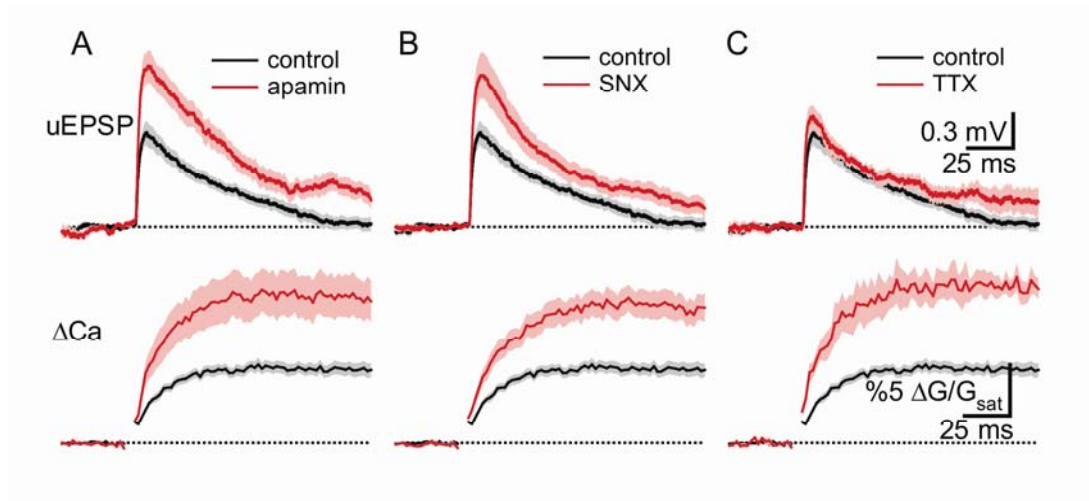 A
control
apamin
B
control
SNX
C
control
TTX
uEPSP
0.3 mV
25 ms
ΔCa
%5 ΔG/Gsat
25 ms